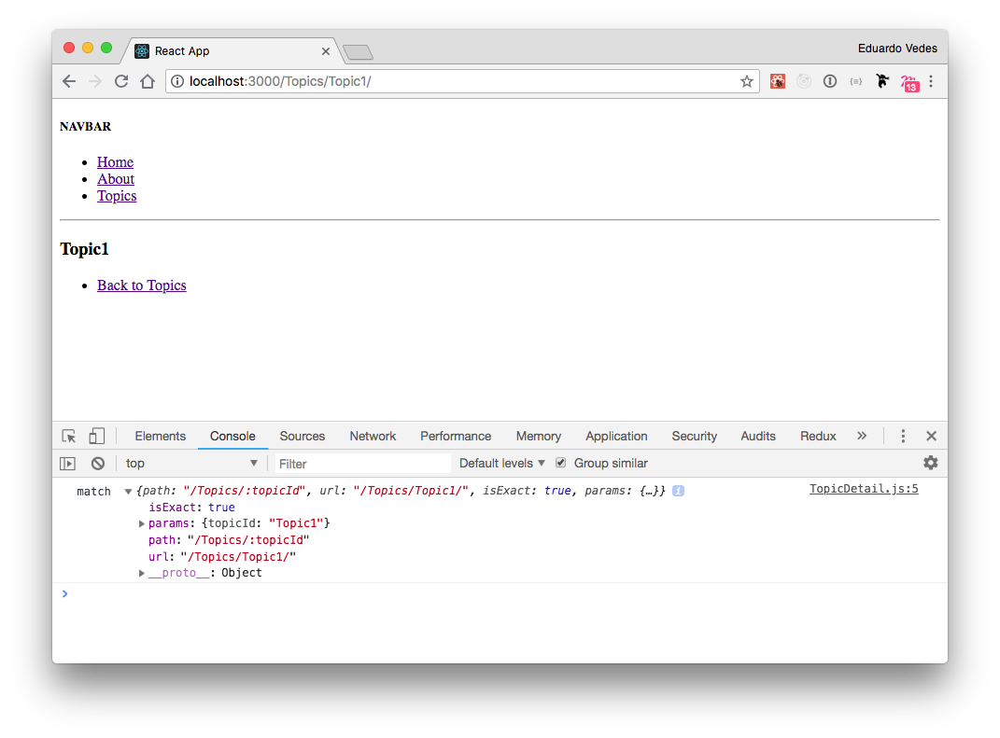 React App
Eduardo Vedes
localhost:3000/Topics/Topic1/
13
NAVBAR
Home
About
Topics
Topic1
Back to Topics
Elements Console Sources Network Performance Memory Application Security Audits Redux »
top Filter Default levels Group similar
match {path: "/Topics/:topicId", url: "/Topics/Topic1/", isExact: true, params: {…}} i TopicDetail.js:5
isExact: true
params: {topicId: "Topic1"}
path: "/Topics/:topicId"
url: "/Topics/Topic1/"
__proto__: Object
>